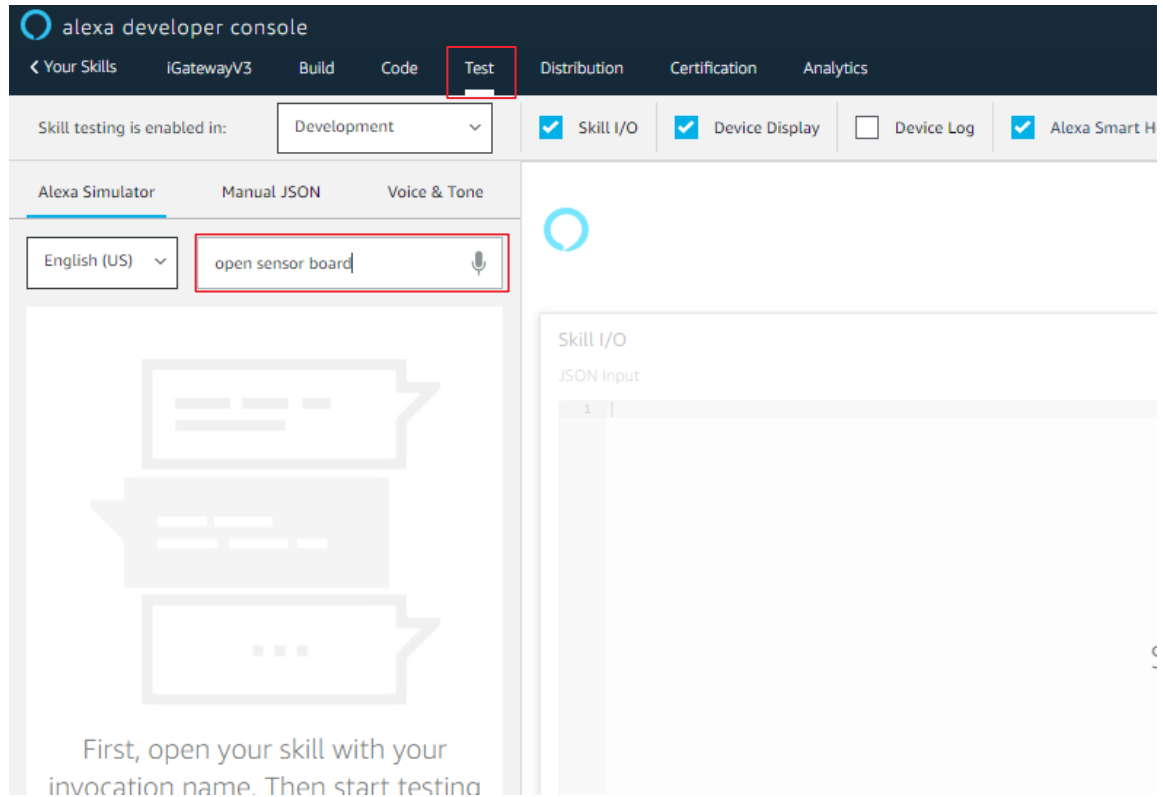 alexa developer console
Your Skills iGatewayV3 Build Code Test Distribution Certification Analytics
Skill testing is enabled in: Development Skill I/O Device Display Device Log Alexa Smart H
Alexa Simulator Manual JSON Voice & Tone
English (US) open sensor board
Skill I/O
JSON Input
1
First, open your skill with your
invocation name. Then start testing